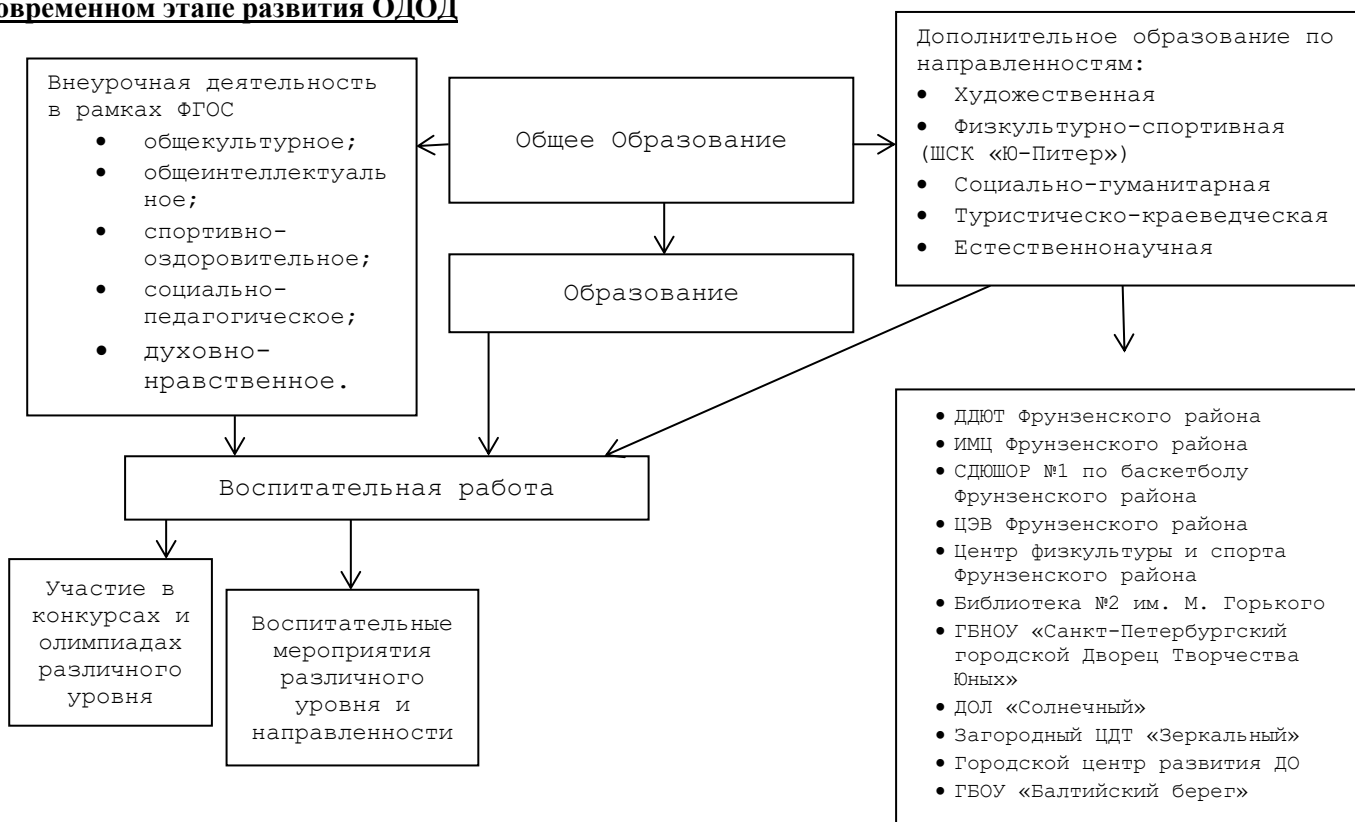 овременном этапе развития ОДОД
Внеурочная деятельность
в рамках ФГОС
• общекультурное;
• общеинтеллектуаль
ное;
• спортивно-
оздоровительное;
• социально-
педагогическое;
• духовно-
нравственное.
Общее Образование
Образование
Дополнительное образование по
направленностям:
• Художественная
• Физкультурно-спортивная
(ШСК «Ю-Питер»)
• Социально-гуманитарная
• Туристическо-краеведческая
• Естественнонаучная
Воспитательная работа
Участие в
конкурсах и
олимпиадах
различного
уровня
Воспитательные
мероприятия
различного
уровня и
направленности
• ДДЮТ Фрунзенского района
• ИМЦ Фрунзенского района
• СДЮШОР №1 по баскетболу
Фрунзенского района
• ЦЭВ Фрунзенского района
• Центр физкультуры и спорта
Фрунзенского района
• Библиотека №2 им. М. Горького
• ГБНОУ «Санкт-Петербургский
городской Дворец Творчества
Юных»
• ДОЛ «Солнечный»
• Загородный ЦДТ «Зеркальный»
• Городской центр развития ДО
• ГБОУ «Балтийский берег»